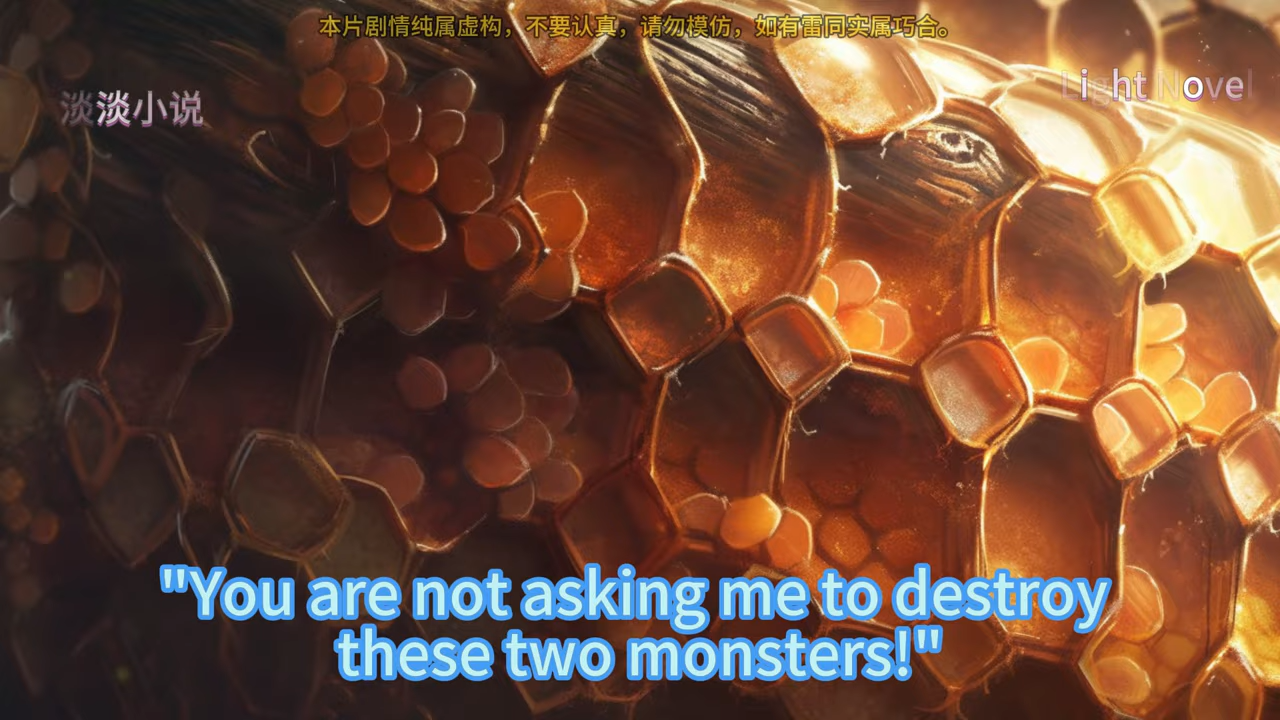 本片剧情纯属虚构，不要认真，请勿模仿，如有雷同实属巧合。
淡淡小说
Light Novel
"You are not asking me to destroy
these two monsters!"